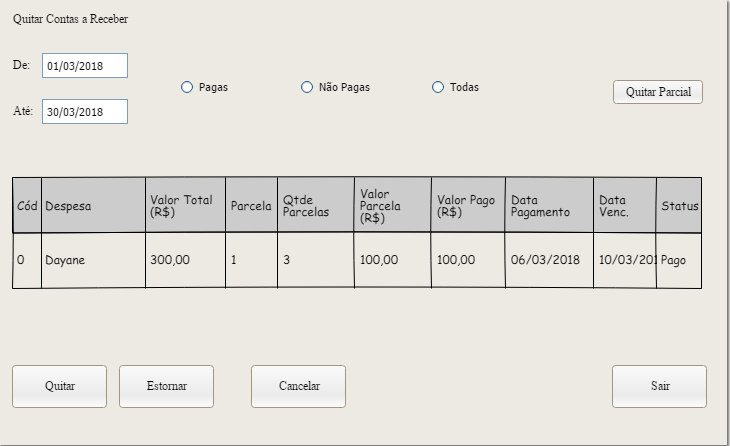 Quitar Contas a Receber
De: 01/03/2018
Pagas Não Pagas Todas
Quitar Parcial
Até: 30/03/2018
Cód Despesa Valor Total (R$) Parcela Qtde Parcelas Valor Parcela (R$) Valor Pago (R$) Data Pagamento Data Venc. Status
0 Dayane 300,00 1 3 100,00 100,00 06/03/2018 10/03/201 Pago
Quitar Estornar Cancelar Sair